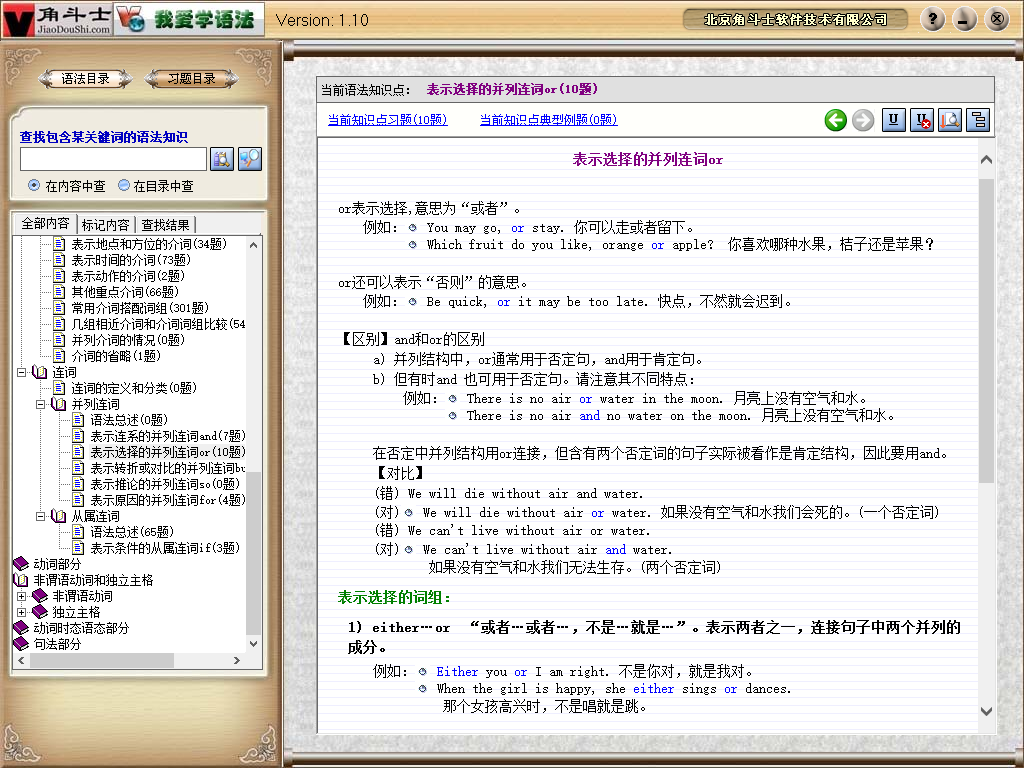 角斗士
JiaoDouShi.com
我爱学语法
Version: 1.10
北京角斗士软件技术有限公司
语法目录
习题目录
查找包含某关键词的语法知识
在内容中查
在目录中查
全部内容
标记内容
查找结果
表示地点和方位的介词(34题)
表示时间的介词(73题)
表示动作的介词(2题)
其他重点介词(66题)
常用介词搭配词组(301题)
几组相近介词和介词词组比较(54
并列介词的情况(0题)
介词的省略(1题)
连词
连词的定义和分类(0题)
并列连词
语法总述(0题)
表示连系的并列连词and(7题)
表示选择的并列连词or(10题)
表示转折或对比的并列连词bu
表示推论的并列连词so(0题)
表示原因的并列连词for(4题)
从属连词
语法总述(65题)
表示条件的从属连词if(3题)
动词部分
非谓语动词和独立主格
非谓语动词
独立主格
动词时态语态部分
句法部分
当前语法知识点: 表示选择的并列连词or(10题)
当前知识点习题(10题)
当前知识点典型例题(0题)
表示选择的并列连词or
or表示选择,意思为“或者”。
例如: You may go, or stay. 你可以走或者留下。
Which fruit do you like, orange or apple? 你喜欢哪种水果，桔子还是苹果？
or还可以表示“否则”的意思。
例如: Be quick, or it may be too late. 快点，不然就会迟到。
【区别】and和or的区别
a) 并列结构中，or通常用于否定句，and用于肯定句。
b) 但有时and 也可用于否定句。请注意其不同特点：
例如: There is no air or water in the moon. 月亮上没有空气和水。
There is no air and no water on the moon. 月亮上没有空气和水。
在否定中并列结构用or连接，但含有两个否定词的句子实际被看作是肯定结构，因此要用and。
【对比】
(错) We will die without air and water.
(对) We will die without air or water. 如果没有空气和水我们会死的。(一个否定词)
(错) We can't live without air or water.
(对) We can't live without air and water.
如果没有空气和水我们无法生存。(两个否定词)
表示选择的词组：
1) either…or “或者…或者…，不是…就是…”。表示两者之一，连接句子中两个并列的
成分。
例如: Either you or I am right. 不是你对，就是我对。
When the girl is happy, she either sings or dances.
那个女孩高兴时，不是唱就是跳。